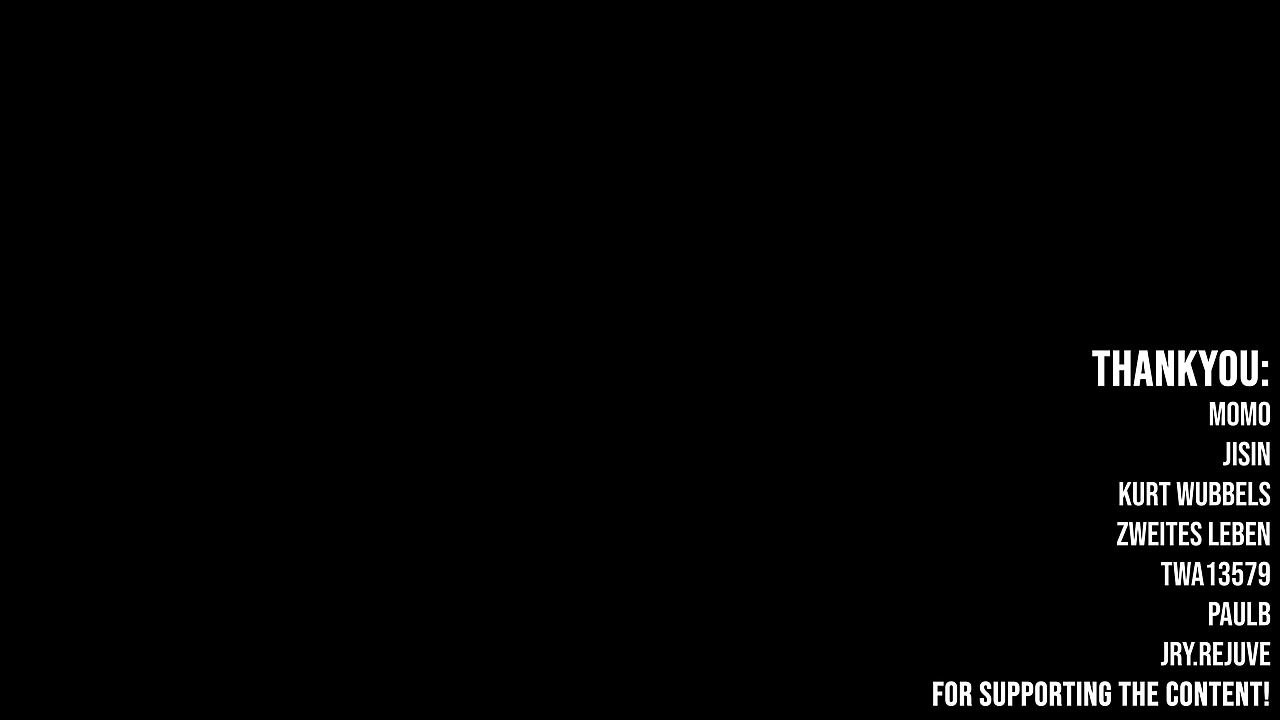 THANKYOU:
MOMO
JISIN
KURT WUBBELS
ZWEITES LEBEN
TWA13579
PAULB
JRY.REJUVE
FOR SUPPORTING THE CONTENT!